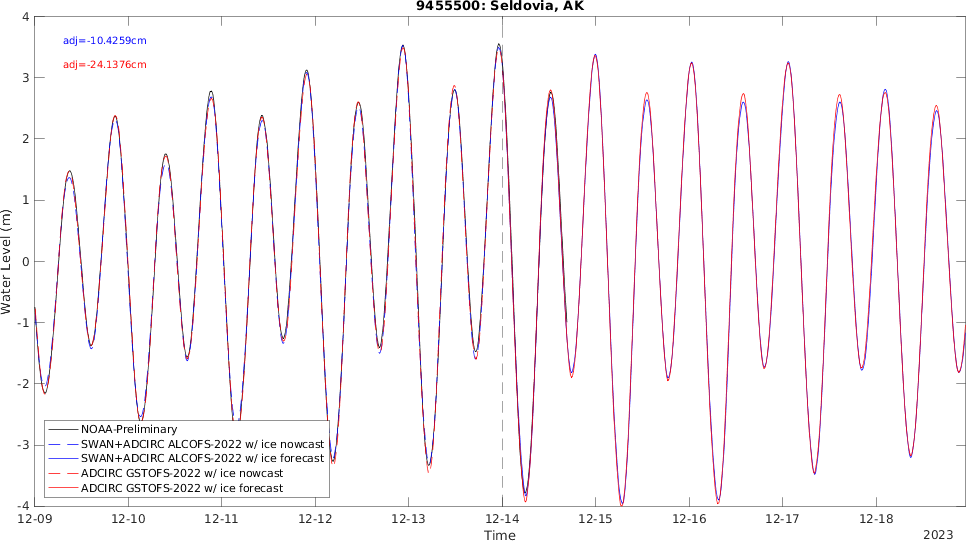 9455500: Seldovia, AK
adj=-10.4259cm
adj=-24.1376cm
4
3
2
1
0
-1
-2
-3
-4
Water Level (m)
NOAA-Preliminary
SWAN+ADCIRC ALCOFS-2022 w/ ice nowcast
SWAN+ADCIRC ALCOFS-2022 w/ ice forecast
ADCIRC GSTOFS-2022 w/ ice nowcast
ADCIRC GSTOFS-2022 w/ ice forecast
12-09 12-10 12-11 12-12 12-13 12-14 12-15 12-16 12-17 12-18
Time
2023